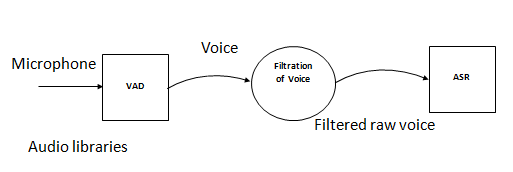 Microphone
VAD
Audio libraries
Voice
Filtration
of Voice
Filtered raw voice
ASR